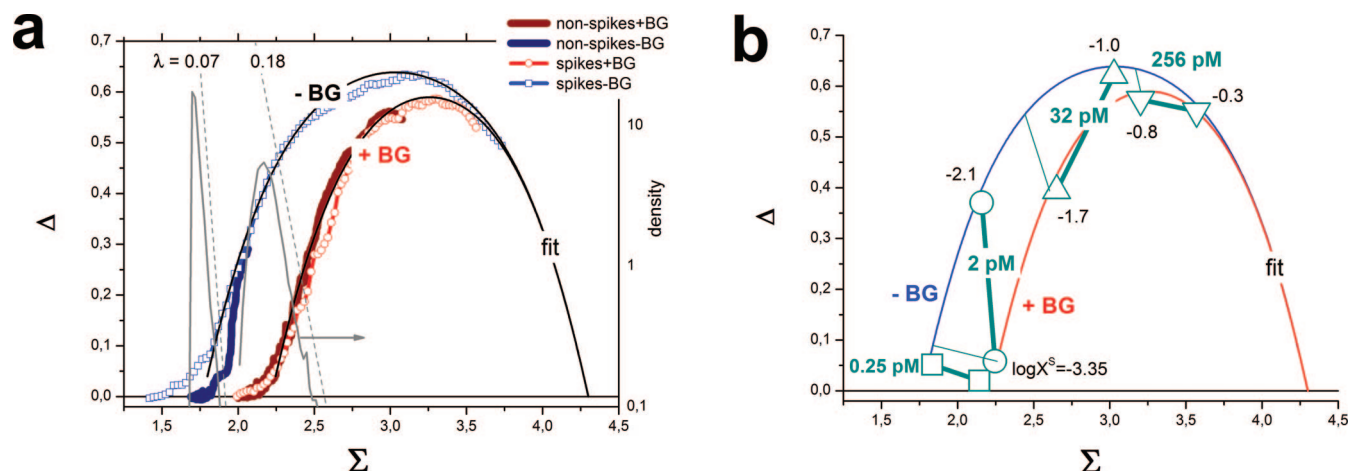 a
λ = 0.07
0.18
non-spikes+BG
non-spikes-BG
spikes+BG
spikes-BG
- BG
+ BG
fit
0,7
0,6
0,5
0,4
0,3
0,2
0,1
0,0
Δ
10
1
0,1
density
1,5 2,0 2,5 3,0 3,5 4,0 4,5
Σ
b
-1.0
256 pM
32 pM
-0.3
-0.8
-2.1
-1.7
2 pM
- BG
+ BG
fit
0.25 pM
logX^S=-3.35
0,7
0,6
0,5
0,4
0,3
0,2
0,1
0,0
Δ
1,5 2,0 2,5 3,0 3,5 4,0 4,5
Σ